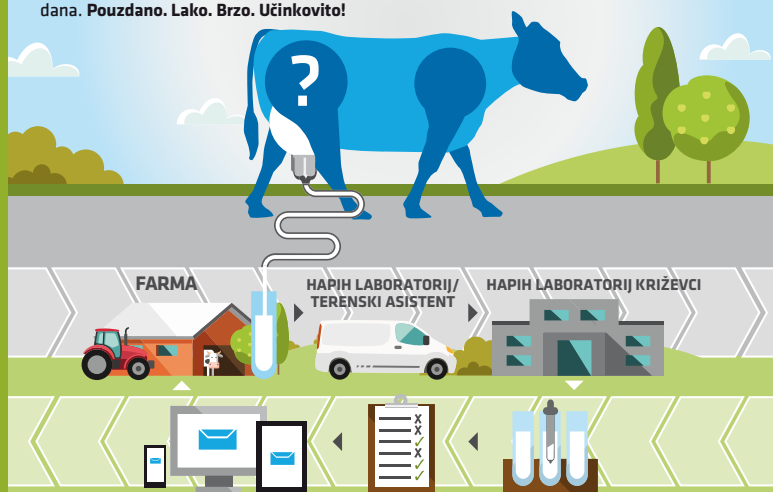 dana. Pouzdano. Lako. Brzo. Učinkovito!
?
FARMA
HAPIH LABORATORIJ/
TERENSKI ASISTENT
HAPIH LABORATORIJ KRIŽEVCI
X
X
✓
X
✓
✓